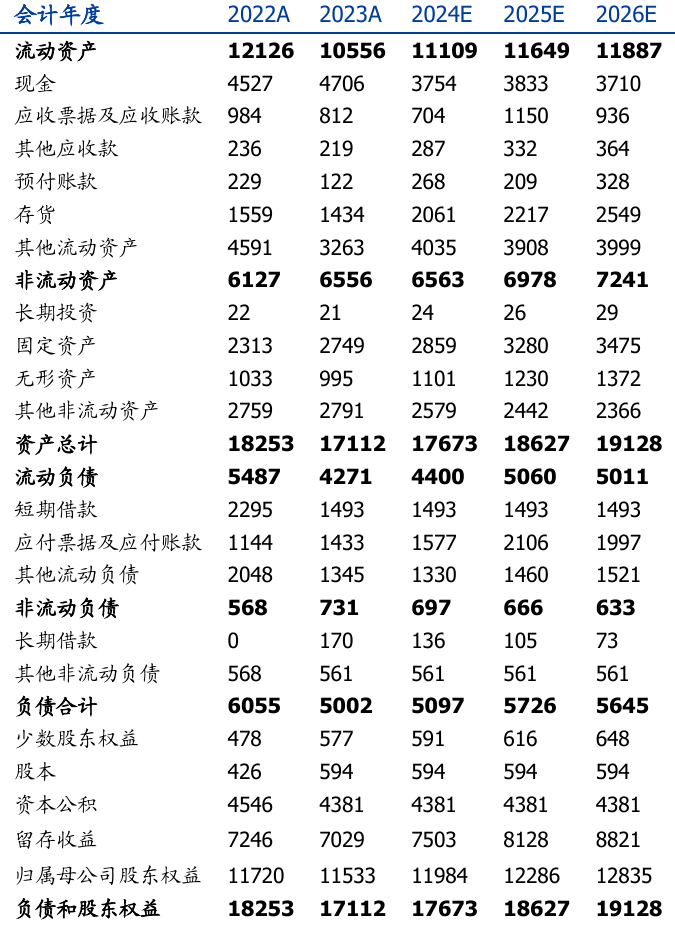 会计年度 2022A 2023A 2024E 2025E 2026E
流动资产 12126 10556 11109 11649 11887
现金 4527 4706 3754 3833 3710
应收票据及应收账款 984 812 704 1150 936
其他应收款 236 219 287 332 364
预付账款 229 122 268 209 328
存货 1559 1434 2061 2217 2549
其他流动资产 4591 3263 4035 3908 3999
非流动资产 6127 6556 6563 6978 7241
长期投资 22 21 24 26 29
固定资产 2313 2749 2859 3280 3475
无形资产 1033 995 1101 1230 1372
其他非流动资产 2759 2791 2579 2442 2366
资产总计 18253 17112 17673 18627 19128
流动负债 5487 4271 4400 5060 5011
短期借款 2295 1493 1493 1493 1493
应付票据及应付账款 1144 1433 1577 2106 1997
其他流动负债 2048 1345 1330 1460 1521
非流动负债 568 731 697 666 633
长期借款 0 170 136 105 73
其他非流动负债 568 561 561 561 561
负债合计 6055 5002 5097 5726 5645
少数股东权益 478 577 591 616 648
股本 426 594 594 594 594
资本公积 4546 4381 4381 4381 4381
留存收益 7246 7029 7503 8128 8821
归属母公司股东权益 11720 11533 11984 12286 12835
负债和股东权益 18253 17112 17673 18627 19128